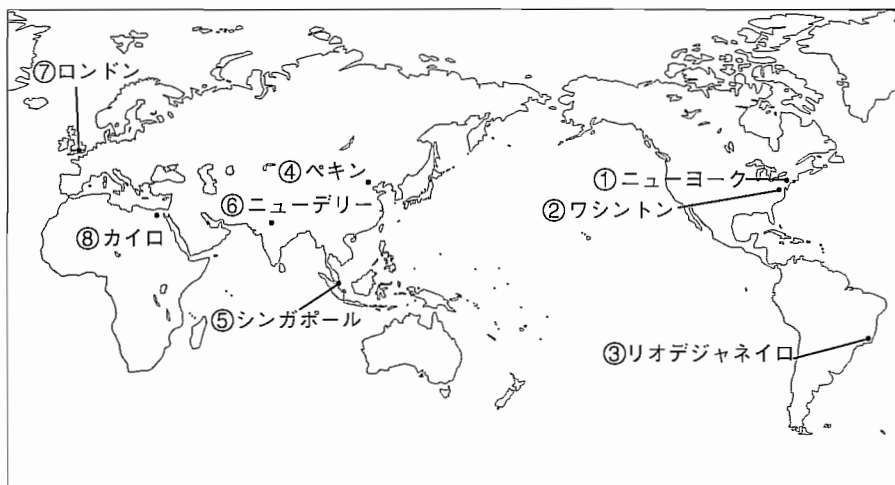 ⑦ロンドン
④ペキン
①ニューヨーク
⑥ニューデリー
②ワシントン
⑧カイロ
⑤シンガポール
③リオデジャネイロ